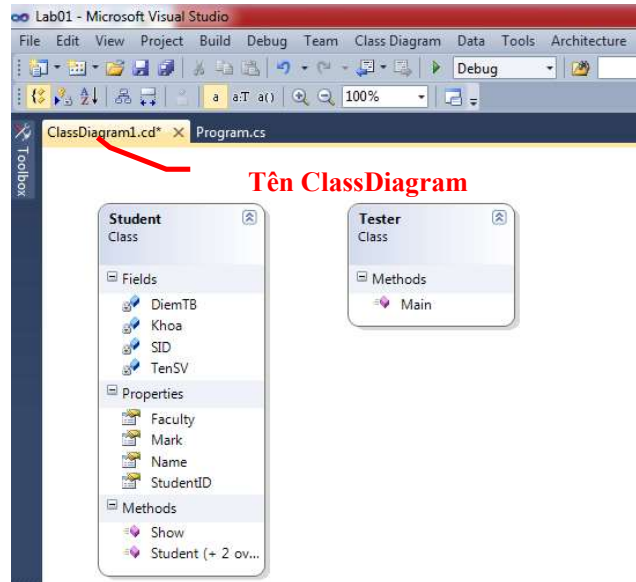 Lab01 - Microsoft Visual Studio
File Edit View Project Build Debug Team Class Diagram Data Tools Architecture
Debug
a a:T a() 100%
Toolbox
ClassDiagram1.cd* Program.cs
Tên ClassDiagram
Student
Class
Fields
DiemTB
Khoa
SID
TenSV
Properties
Faculty
Mark
Name
StudentID
Methods
Show
Student (+ 2 ov...
Tester
Class
Methods
Main